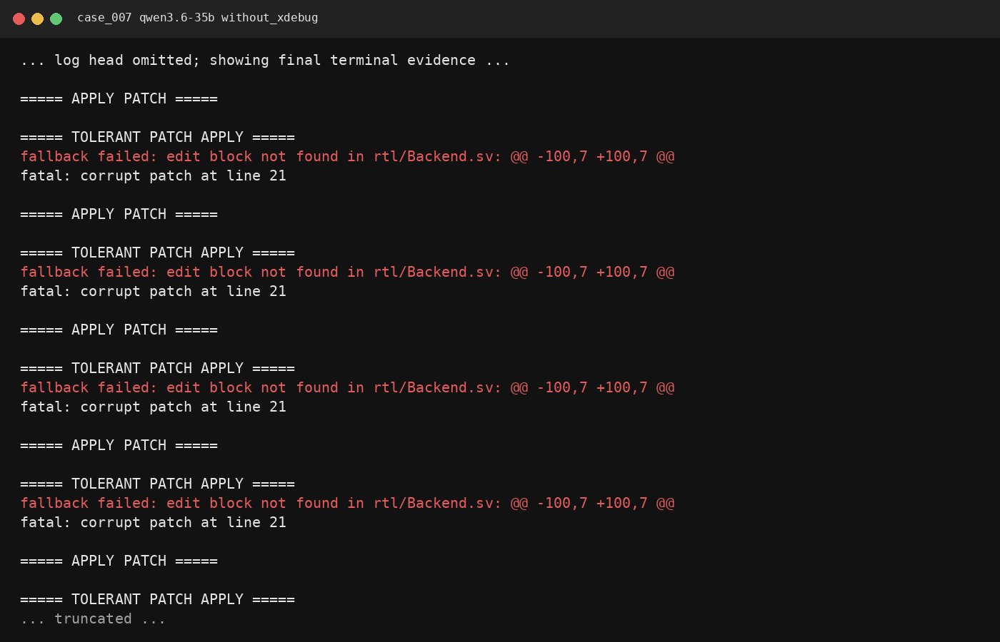 case_007 qwen3.6-35b without_xdebug
... log head omitted; showing final terminal evidence ...
===== APPLY PATCH =====
===== TOLERANT PATCH APPLY =====
fallback failed: edit block not found in rtl/Backend.sv: @@ -100,7 +100,7 @@
fatal: corrupt patch at line 21
===== APPLY PATCH =====
===== TOLERANT PATCH APPLY =====
fallback failed: edit block not found in rtl/Backend.sv: @@ -100,7 +100,7 @@
fatal: corrupt patch at line 21
===== APPLY PATCH =====
===== TOLERANT PATCH APPLY =====
fallback failed: edit block not found in rtl/Backend.sv: @@ -100,7 +100,7 @@
fatal: corrupt patch at line 21
===== APPLY PATCH =====
===== TOLERANT PATCH APPLY =====
fallback failed: edit block not found in rtl/Backend.sv: @@ -100,7 +100,7 @@
fatal: corrupt patch at line 21
===== APPLY PATCH =====
===== TOLERANT PATCH APPLY =====
... truncated ...